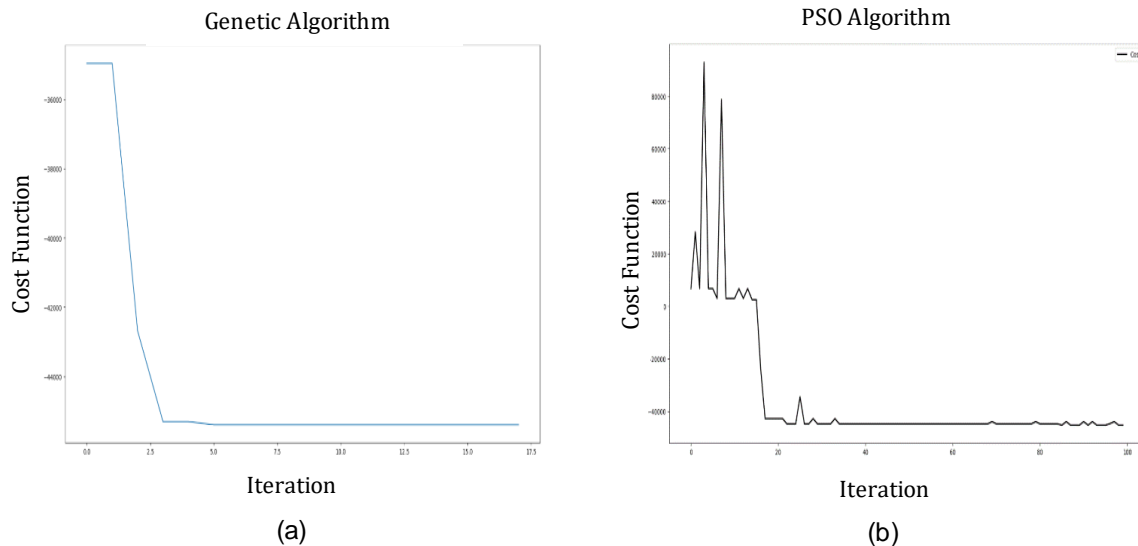 Genetic Algorithm
−36000
−38000
−40000
−42000
−44000
Cost Function
0.0 2.5 5.0 7.5 10.0 12.5 15.0 17.5
Iteration
(a)
PSO Algorithm
80000
60000
40000
20000
0
−20000
−40000
Cost Function
0 20 40 60 80 100
Iteration
(b)